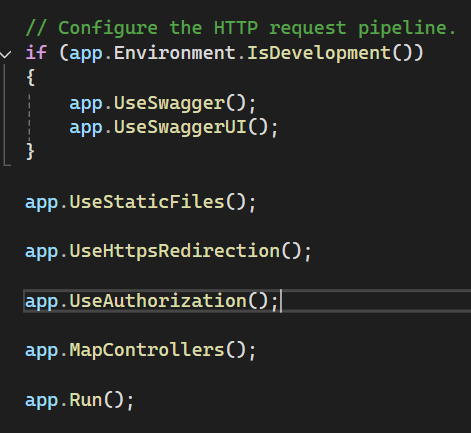 // Configure the HTTP request pipeline.
if (app.Environment.IsDevelopment())
{
    app.UseSwagger();
    app.UseSwaggerUI();
}
app.UseStaticFiles();
app.UseHttpsRedirection();
app.UseAuthorization();
app.MapControllers();
app.Run();